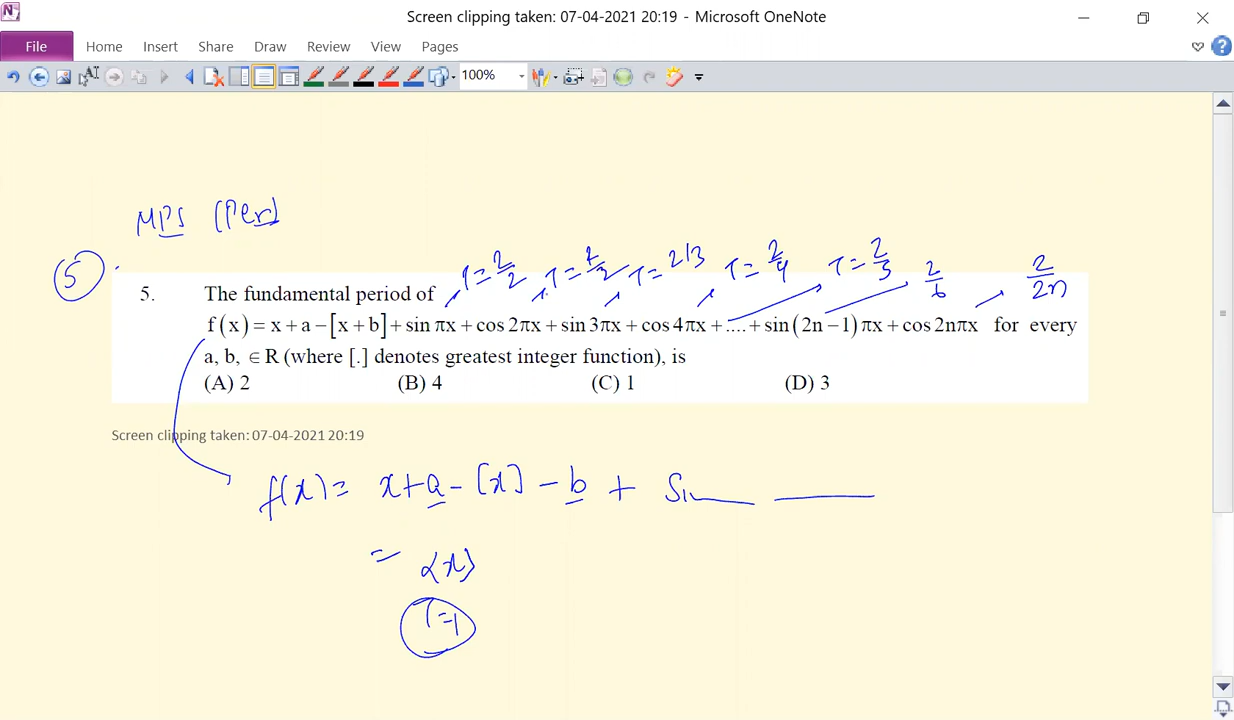 Screen clipping taken: 07-04-2021 20:19 - Microsoft OneNote
File Home Insert Share Draw Review View Pages
100%
MPS (Per)
5
T=2/2 T=2/2 T=2/3 T=2/4 T=2/5 2/6 2/2n
5. The fundamental period of
f(x) = x + a − [x + b] + sin πx + cos 2πx + sin 3πx + cos 4πx + .... + sin(2n − 1)πx + cos 2nπx for every
a, b, ∈ R (where [.] denotes greatest integer function), is
(A) 2 (B) 4 (C) 1 (D) 3
Screen clipping taken: 07-04-2021 20:19
f(x) = x+a - [x] - b + Sin
= {x}
T=1